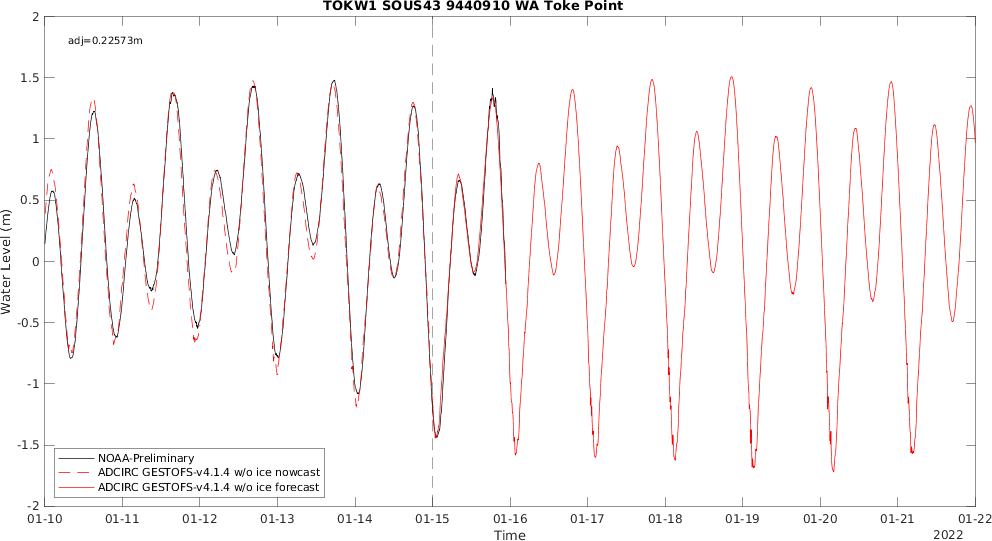 TOKW1 SOUS43 9440910 WA Toke Point
adj=0.22573m
2
1.5
1
0.5
0
-0.5
-1
-1.5
-2
Water Level (m)
NOAA-Preliminary
ADCIRC GESTOFS-v4.1.4 w/o ice nowcast
ADCIRC GESTOFS-v4.1.4 w/o ice forecast
01-10 01-11 01-12 01-13 01-14 01-15 01-16 01-17 01-18 01-19 01-20 01-21 01-22
Time
2022